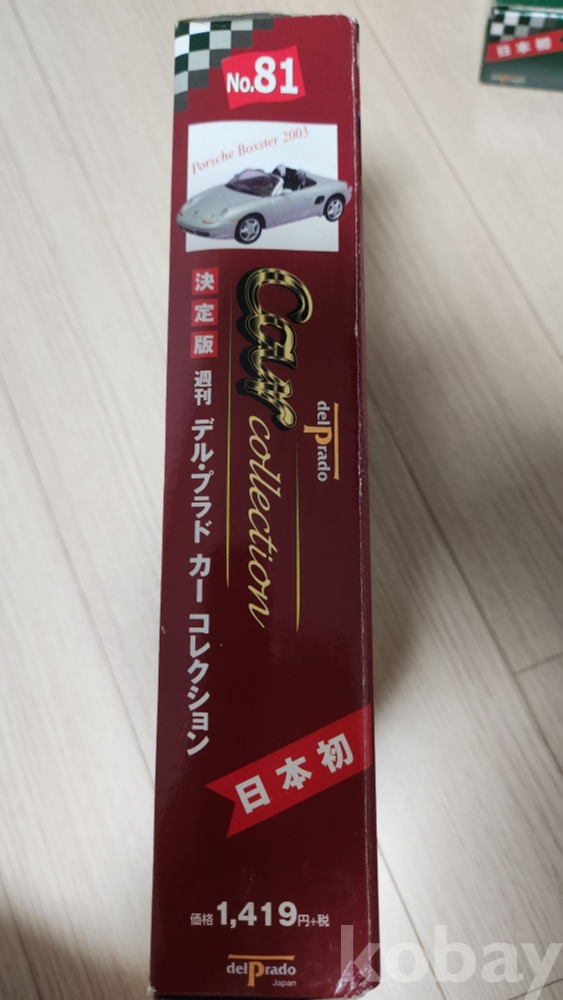 No.81
Porsche Boxster 2003
決定版
週刊 デル・プラド カー コレクション
Car collection
del Prado
日本初
価格 1,419円+税
del Prado
Japan
日本初
del Prado
kobay